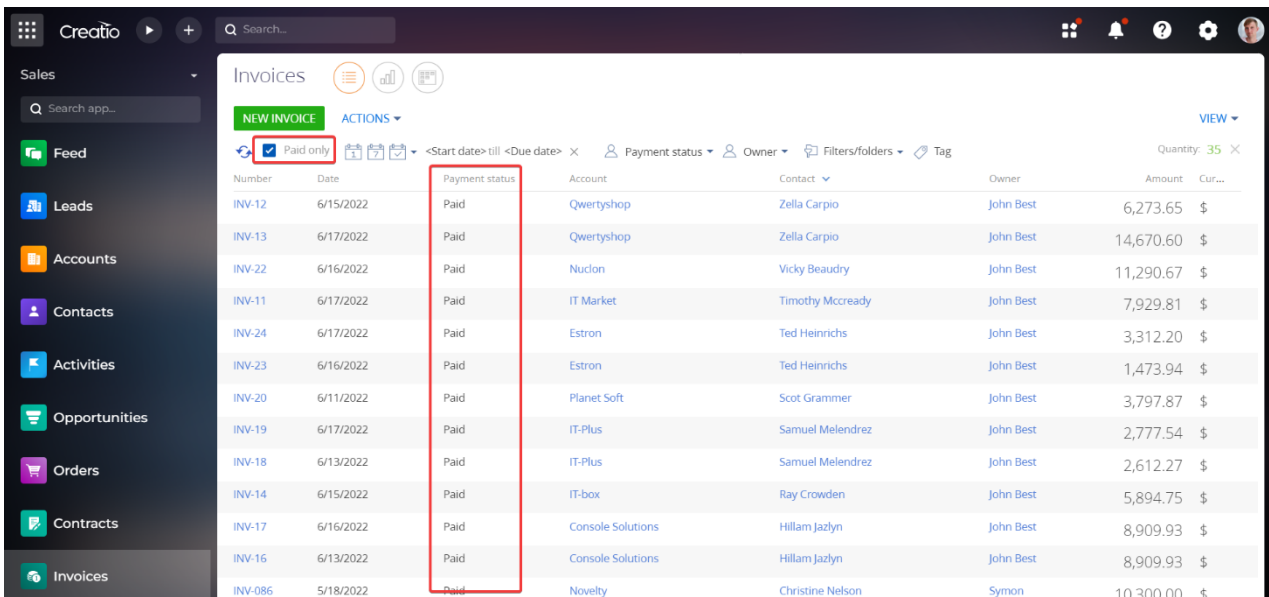 Creatio Search...
Sales
Search app...
Feed
Leads
Accounts
Contacts
Activities
Opportunities
Orders
Contracts
Invoices
Invoices
NEW INVOICE ACTIONS VIEW
Paid only 1 7 <Start date> till <Due date> Payment status Owner Filters/folders Tag Quantity: 35
Number Date Payment status Account Contact Owner Amount Cur...
INV-12 6/15/2022 Paid Qwertyshop Zella Carpio John Best 6,273.65 $
INV-13 6/17/2022 Paid Qwertyshop Zella Carpio John Best 14,670.60 $
INV-22 6/16/2022 Paid Nuclon Vicky Beaudry John Best 11,290.67 $
INV-11 6/17/2022 Paid IT Market Timothy Mccready John Best 7,929.81 $
INV-24 6/17/2022 Paid Estron Ted Heinrichs John Best 3,312.20 $
INV-23 6/16/2022 Paid Estron Ted Heinrichs John Best 1,473.94 $
INV-20 6/11/2022 Paid Planet Soft Scot Grammer John Best 3,797.87 $
INV-19 6/17/2022 Paid IT-Plus Samuel Melendrez John Best 2,777.54 $
INV-18 6/13/2022 Paid IT-Plus Samuel Melendrez John Best 2,612.27 $
INV-14 6/15/2022 Paid IT-box Ray Crowden John Best 5,894.75 $
INV-17 6/16/2022 Paid Console Solutions Hillam Jazlyn John Best 8,909.93 $
INV-16 6/13/2022 Paid Console Solutions Hillam Jazlyn John Best 8,909.93 $
INV-086 5/18/2022 Paid Novelty Christine Nelson Symon 10,300.00 $